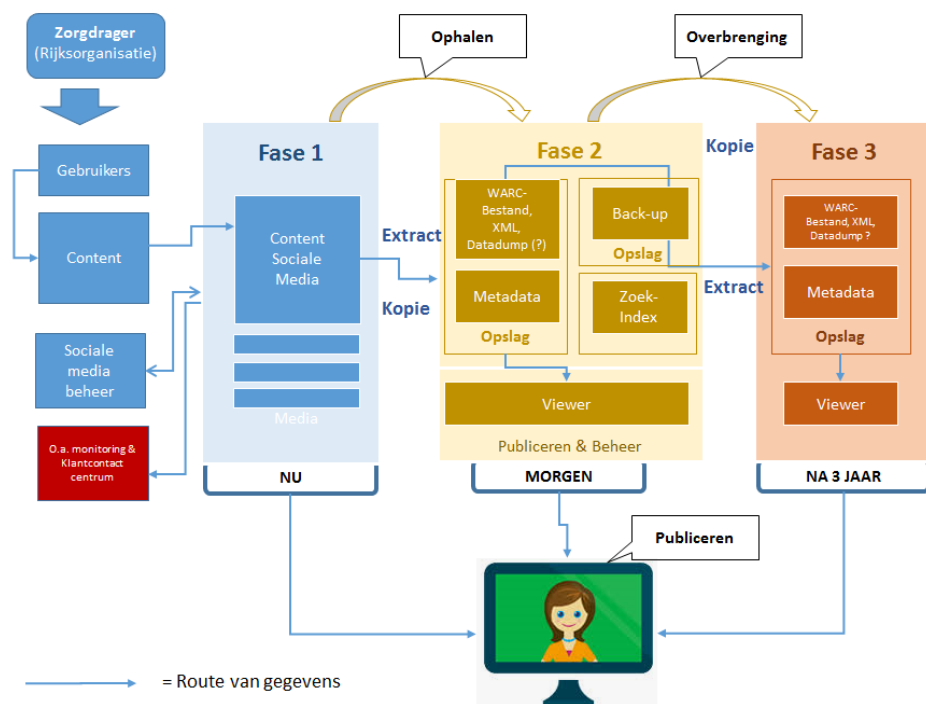 Zorgdrager
(Rijksorganisatie)
Ophalen
Overbrenging
Gebruikers
Content
Sociale
media
beheer
O.a. monitoring &
Klantcontact
centrum
Fase 1
Content
Sociale
Media
Media
NU
Extract
Kopie
Fase 2
WARC-
Bestand,
XML,
Datadump (?)
Metadata
Opslag
Back-up
Opslag
Zoek-
Index
Viewer
Publiceren & Beheer
MORGEN
Kopie
Extract
Fase 3
WARC-
Bestand, XML,
Datadump ?
Metadata
Opslag
Viewer
NA 3 JAAR
Publiceren
= Route van gegevens